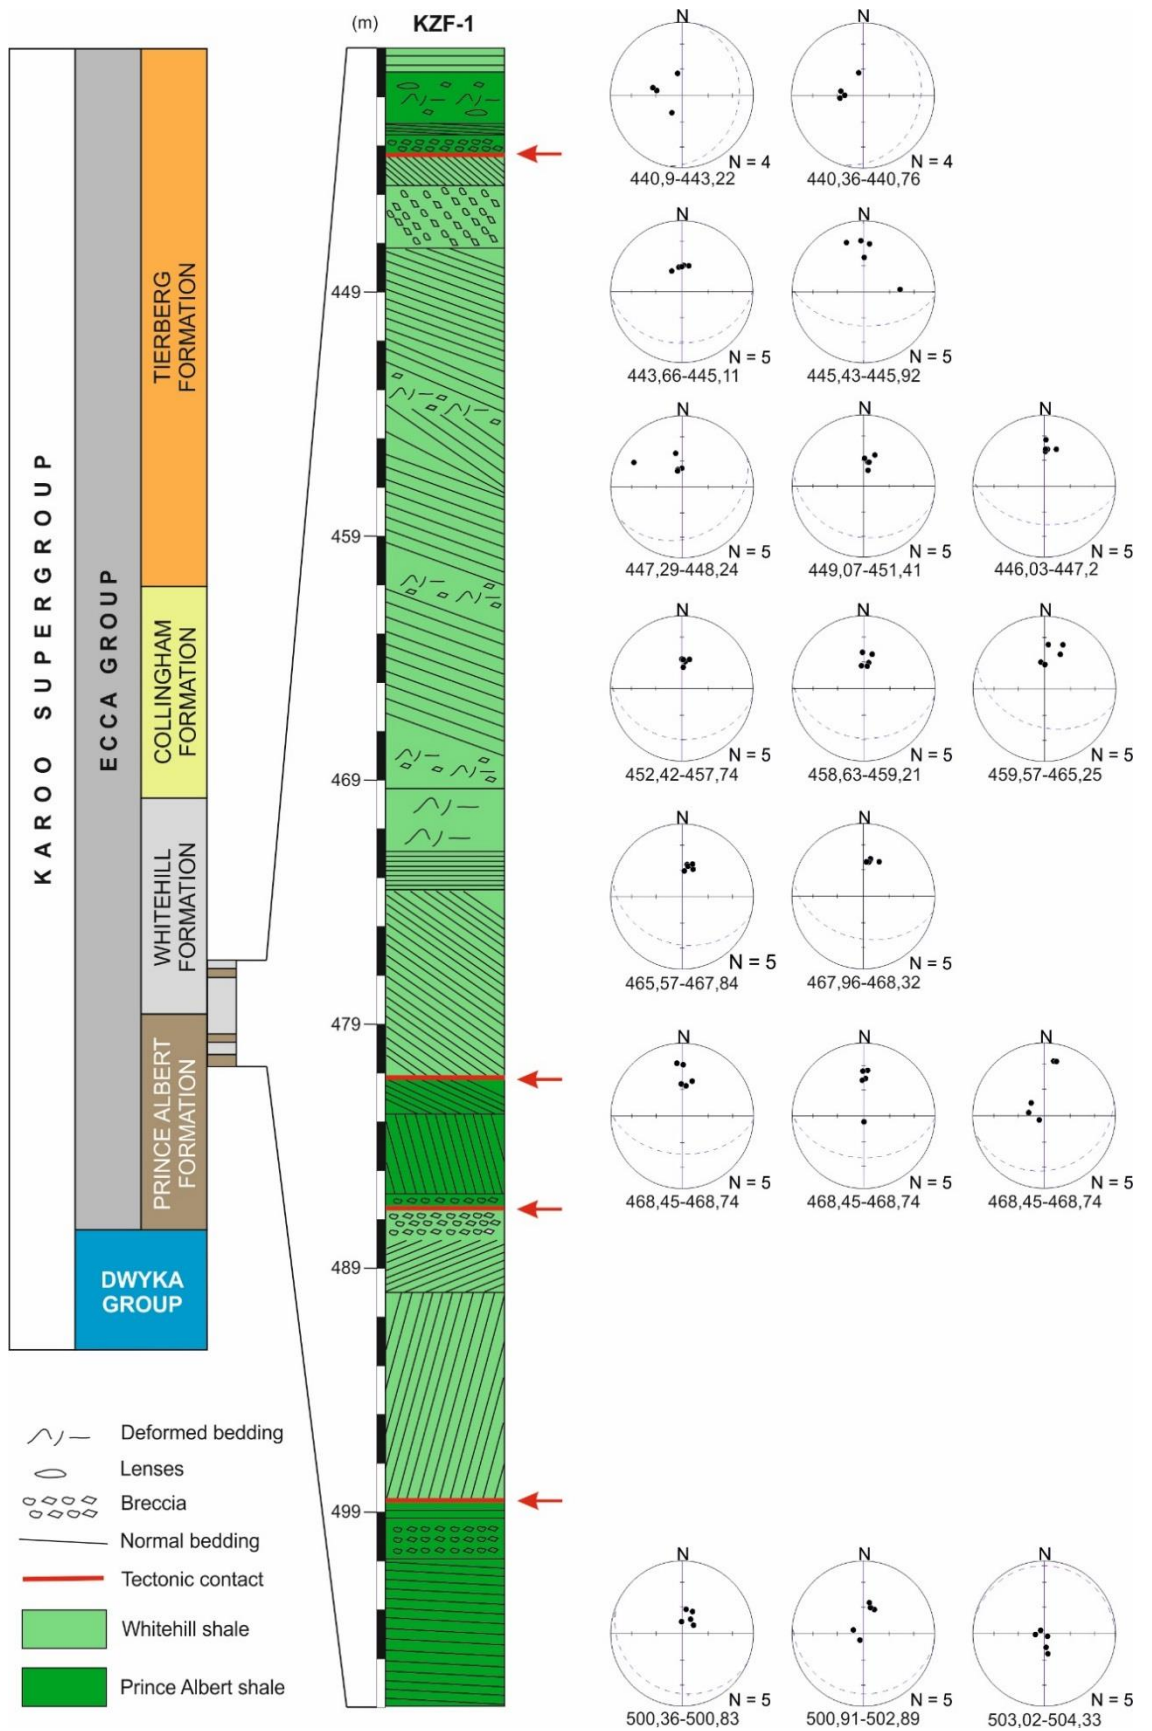 (m)
KZF-1
KAROO SUPERGROUP
ECCA GROUP
TIERBERG
FORMATION
COLLINGHAM
FORMATION
WHITEHILL
FORMATION
PRINCE ALBERT
FORMATION
DWYKA
GROUP
449
459
469
479
489
499
Deformed bedding
Lenses
Breccia
Normal bedding
Tectonic contact
Whitehill shale
Prince Albert shale
N
N
N = 4
N = 4
440,9-443,22
440,36-440,76
N
N
N = 5
N = 5
443,66-445,11
445,43-445,92
N
N
N
N = 5
N = 5
N = 5
447,29-448,24
449,07-451,41
446,03-447,2
N
N
N
N = 5
N = 5
N = 5
452,42-457,74
458,63-459,21
459,57-465,25
N
N
N = 5
N = 5
465,57-467,84
467,96-468,32
N
N
N
N = 5
N = 5
N = 5
468,45-468,74
468,45-468,74
468,45-468,74
N
N
N
N = 5
N = 5
N = 5
500,36-500,83
500,91-502,89
503,02-504,33